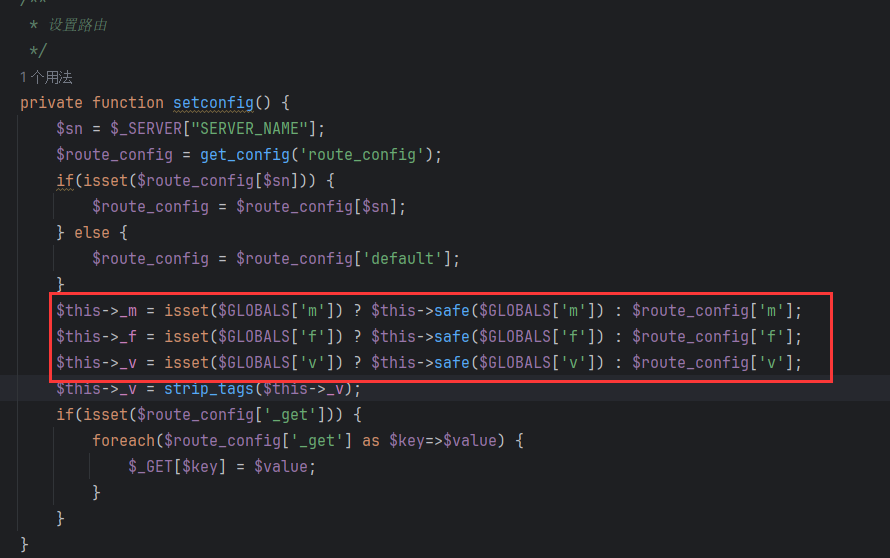 /**
 * 设置路由
 */
1 个用法
private function setconfig() {
    $sn = $_SERVER["SERVER_NAME"];
    $route_config = get_config('route_config');
    if(isset($route_config[$sn])) {
        $route_config = $route_config[$sn];
    } else {
        $route_config = $route_config['default'];
    }
    $this->_m = isset($GLOBALS['m']) ? $this->safe($GLOBALS['m']) : $route_config['m'];
    $this->_f = isset($GLOBALS['f']) ? $this->safe($GLOBALS['f']) : $route_config['f'];
    $this->_v = isset($GLOBALS['v']) ? $this->safe($GLOBALS['v']) : $route_config['v'];
    $this->_v = strip_tags($this->_v);
    if(isset($route_config['_get'])) {
        foreach($route_config['_get'] as $key=>$value) {
            $_GET[$key] = $value;
        }
    }
}